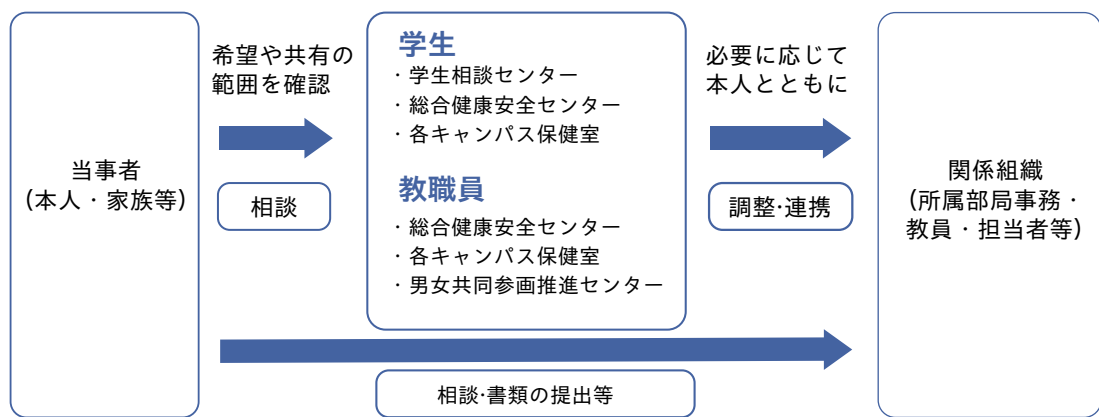 当事者
(本人・家族等)
希望や共有の
範囲を確認
相談
学生
・学生相談センター
・総合健康安全センター
・各キャンパス保健室
教職員
・総合健康安全センター
・各キャンパス保健室
・男女共同参画推進センター
必要に応じて
本人とともに
調整･連携
関係組織
(所属部局事務・
教員・担当者等)
相談･書類の提出等